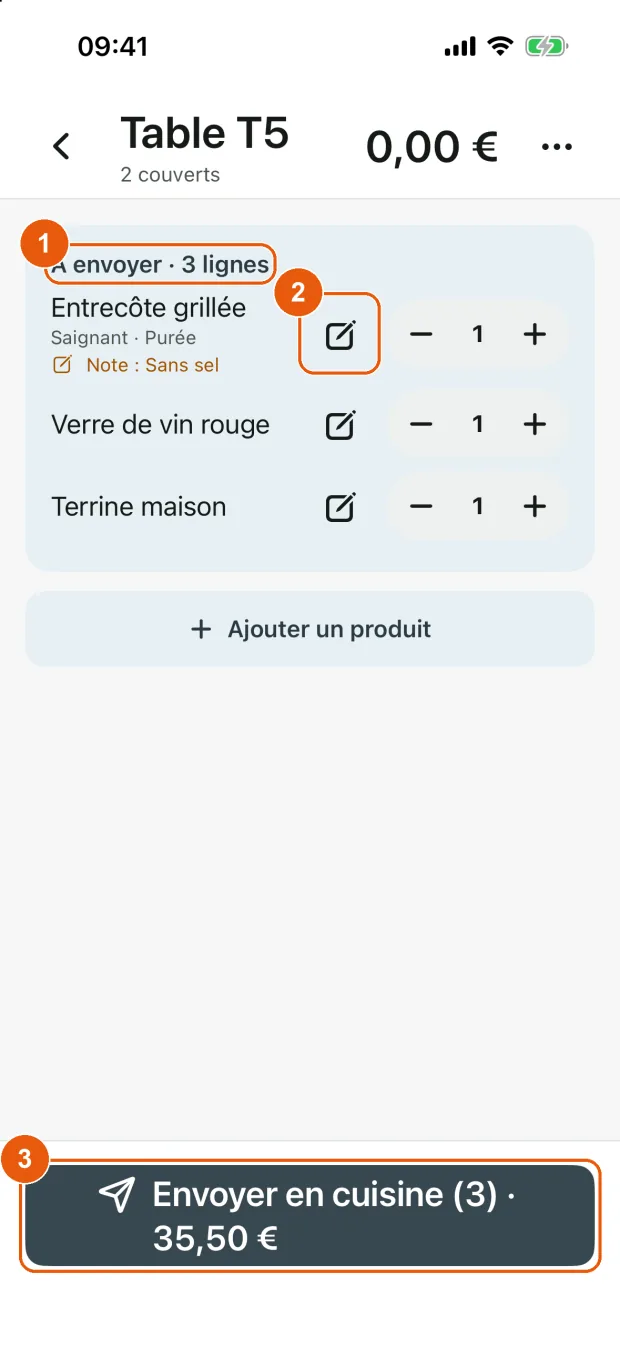 09:41
Table T5
2 couverts
0,00 €
1
À envoyer · 3 lignes
2
Entrecôte grillée
Saignant · Purée
Note : Sans sel
1
Verre de vin rouge
1
Terrine maison
1
Ajouter un produit
3
Envoyer en cuisine (3) ·
35,50 €